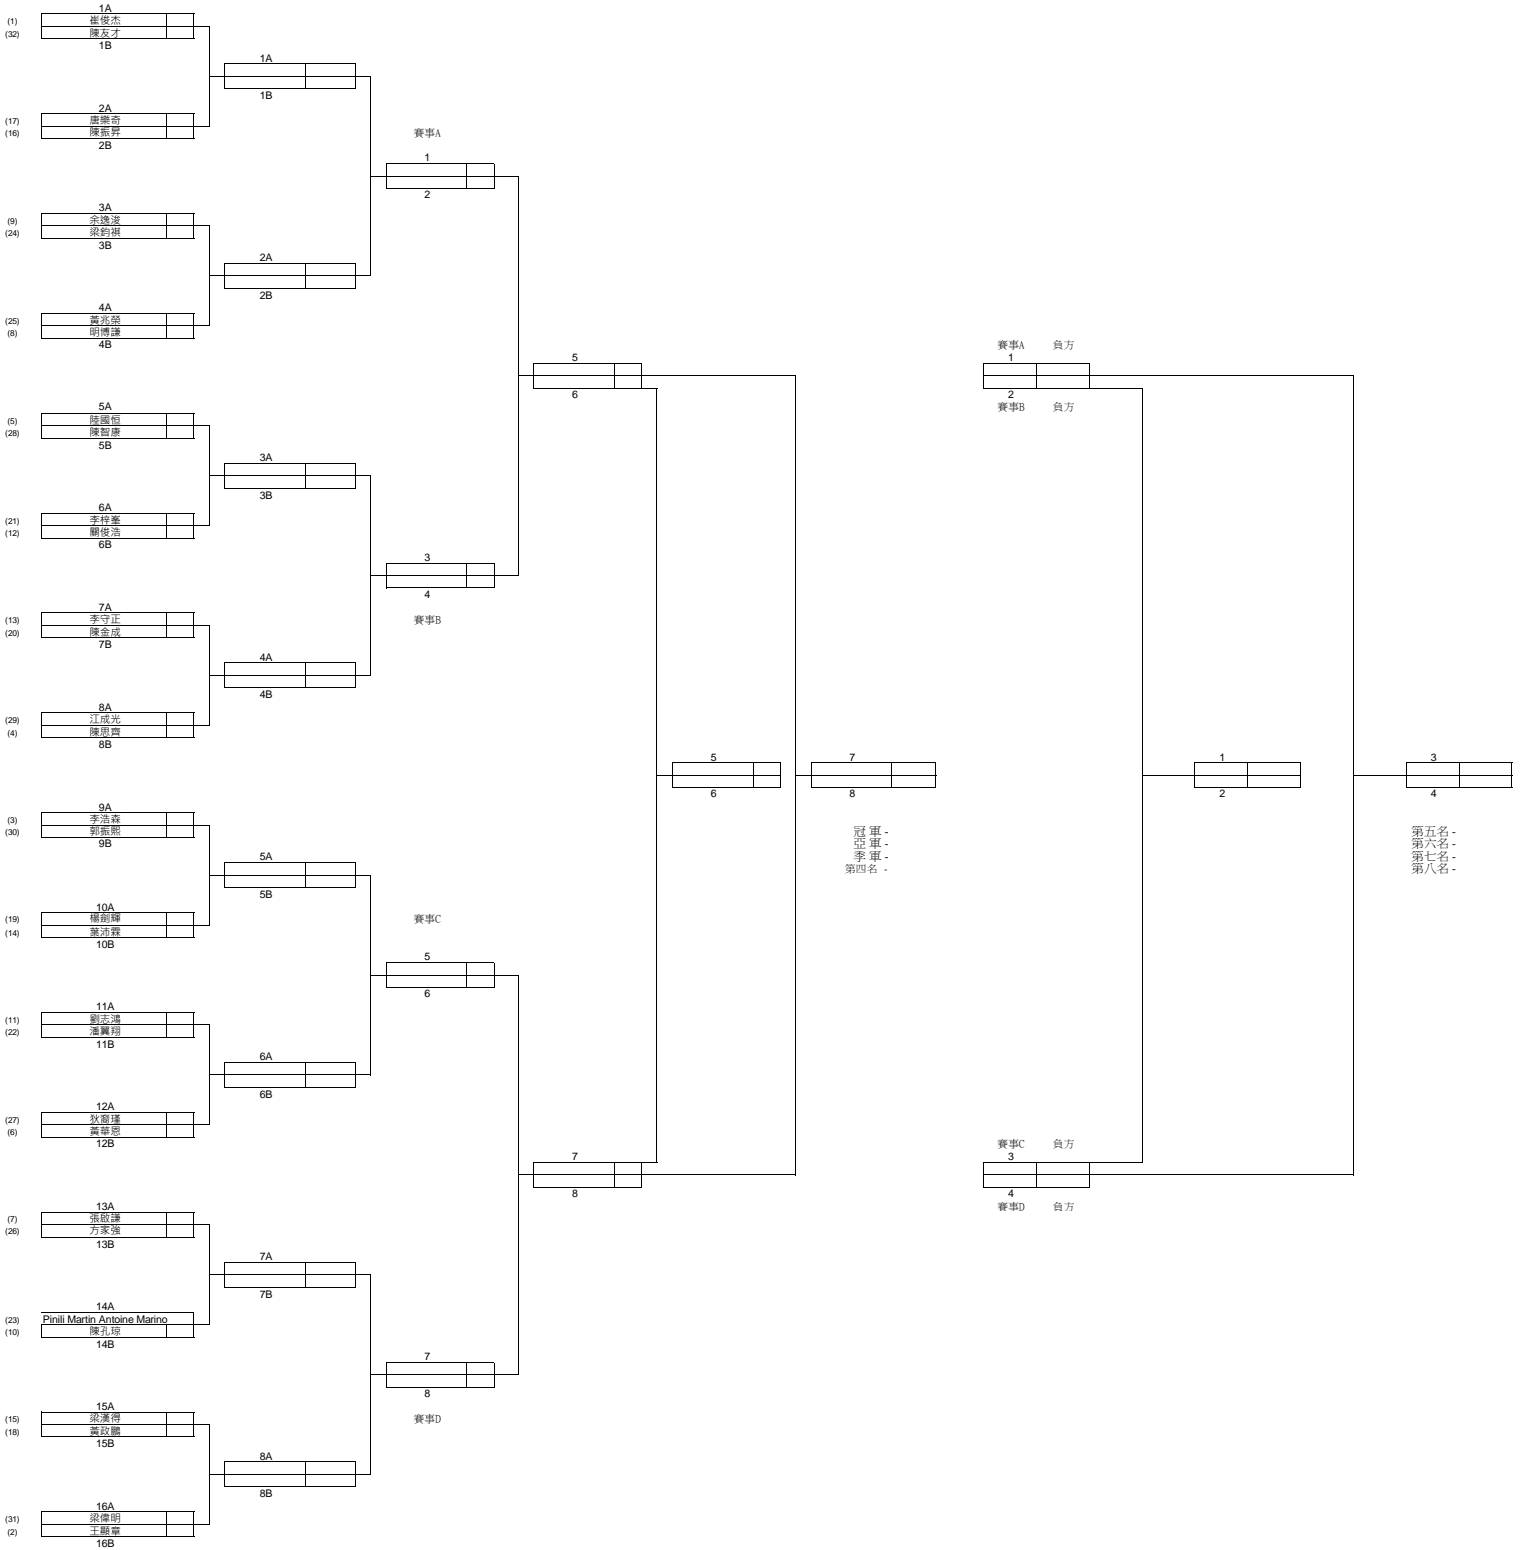 1A
(1) 崔俊杰
(32) 陳友才
1B
2A
(17) 唐樂奇
(16) 陳振昇
2B
3A
(9) 余逸浚
(24) 梁鈞祺
3B
4A
(25) 黃兆榮
(8) 明博謙
4B
5A
(5) 陸國恒
(28) 陳智康
5B
6A
(21) 李梓峯
(12) 關俊浩
6B
7A
(13) 李守正
(20) 陳金成
7B
8A
(29) 江成光
(4) 陳思齊
8B
9A
(3) 李浩森
(30) 郭振熙
9B
10A
(19) 楊劍輝
(14) 葉沛霖
10B
11A
(11) 劉志鴻
(22) 潘翼翔
11B
12A
(27) 狄裔瑾
(6) 黃華恩
12B
13A
(7) 張啟謙
(26) 方家強
13B
14A
(23) Pinili Martin Antoine Marino
(10) 陳孔琼
14B
15A
(15) 梁漢得
(18) 黃政鵬
15B
16A
(31) 梁偉明
(2) 王顯章
16B
1A
1B
2A
2B
3A
3B
4A
4B
5A
5B
6A
6B
7A
7B
8A
8B
賽事A
1
2
3
4
賽事B
賽事C
5
6
7
8
賽事D
5
6
7
8
5
6
7
8
冠 軍 -
亞 軍 -
季 軍 -
第四名 -
賽事A 負方
1
2
賽事B 負方
賽事C 負方
3
4
賽事D 負方
1
2
3
4
第五名 -
第六名 -
第七名 -
第八名 -